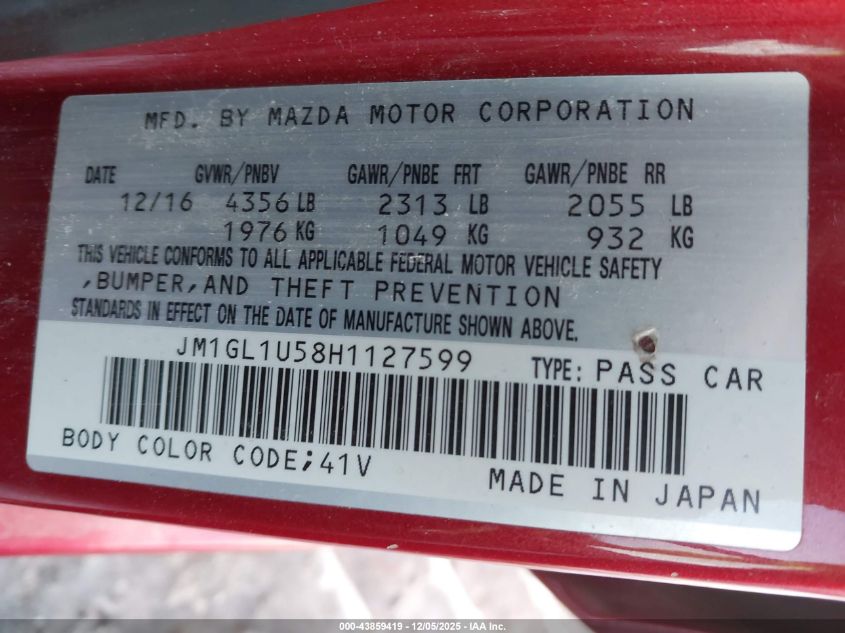 MFD. BY MAZDA MOTOR CORPORATION
DATE GVWR/PNBV GAWR/PNBE FRT GAWR/PNBE RR
12/16 4356 LB 2313 LB 2055 LB
1976 KG 1049 KG 932 KG
THIS VEHICLE CONFORMS TO ALL APPLICABLE FEDERAL MOTOR VEHICLE SAFETY
,BUMPER,AND THEFT PREVENTION
STANDARDS IN EFFECT ON THE DATE OF MANUFACTURE SHOWN ABOVE.
JM1GL1U58H1127599 TYPE: PASS CAR
BODY COLOR CODE;41V
MADE IN JAPAN
000-43859419 - 12/05/2025 - IAA Inc.